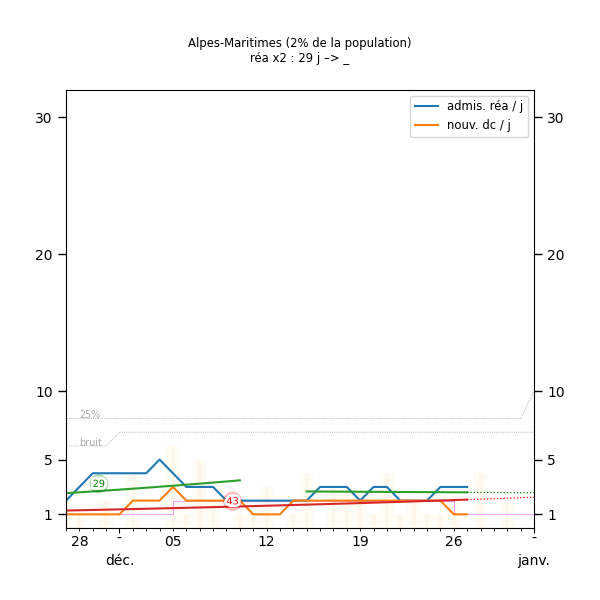 Alpes-Maritimes (2% de la population)
réa x2 : 29 j –> _
admis. réa / j
nouv. dc / j
30 30
20 20
10 10
25%
bruit
5 5
29
43
1 1
28 - 05 12 19 26 -
déc. janv.